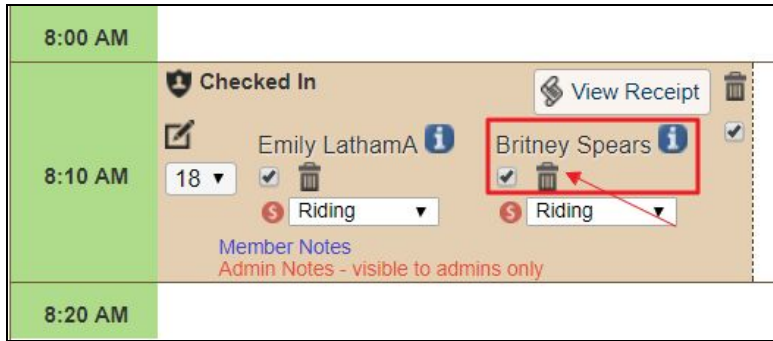 8:00 AM
Checked In
View Receipt
8:10 AM
Emily LathamA i
Britney Spears i
18
$ Riding
$ Riding
Member Notes
Admin Notes - visible to admins only
8:20 AM